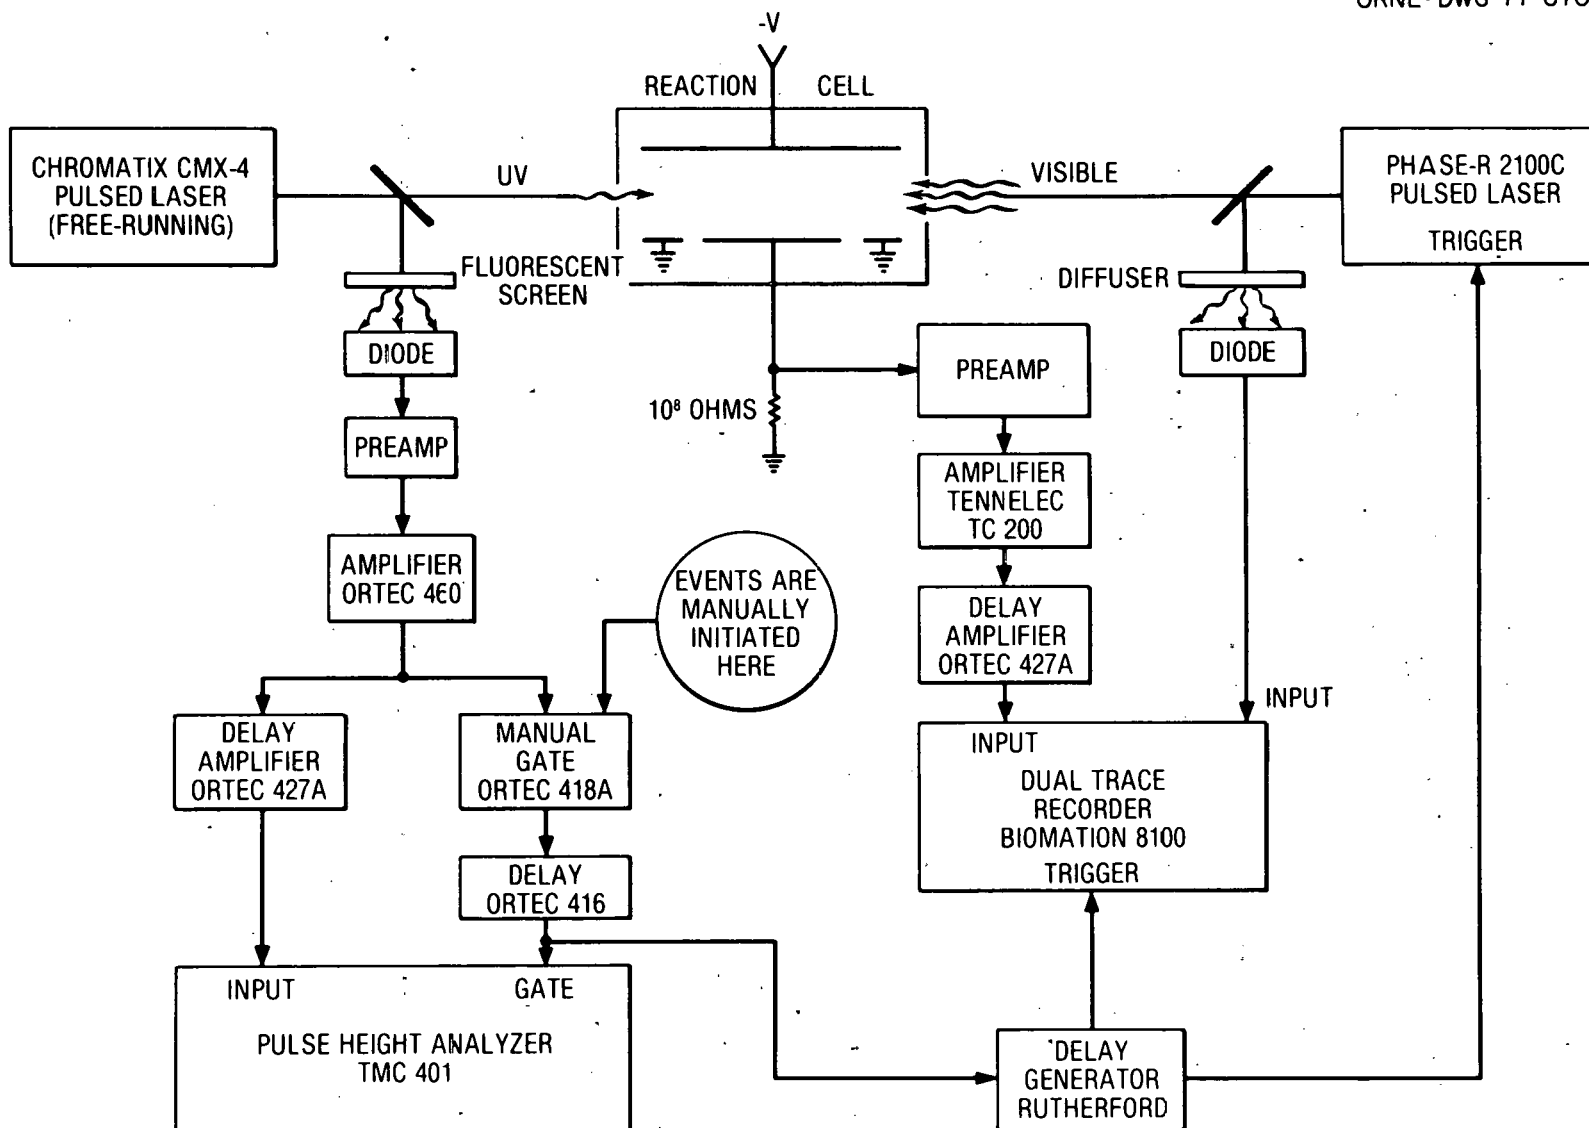 -V
REACTION CELL
CHROMATIX CMX-4
PULSED LASER
(FREE-RUNNING)
UV
VISIBLE
PHASE-R 2100C
PULSED LASER
TRIGGER
FLUORESCENT
SCREEN
DIFFUSER
DIODE
DIODE
PREAMP
10⁸ OHMS
PREAMP
AMPLIFIER
TENNELEC
TC 200
AMPLIFIER
ORTEC 460
EVENTS ARE
MANUALLY
INITIATED
HERE
DELAY
AMPLIFIER
ORTEC 427A
INPUT
DELAY
AMPLIFIER
ORTEC 427A
MANUAL
GATE
ORTEC 418A
INPUT
DUAL TRACE
RECORDER
BIOMATION 8100
TRIGGER
DELAY
ORTEC 416
INPUT
GATE
PULSE HEIGHT ANALYZER
TMC 401
DELAY
GENERATOR
RUTHERFORD